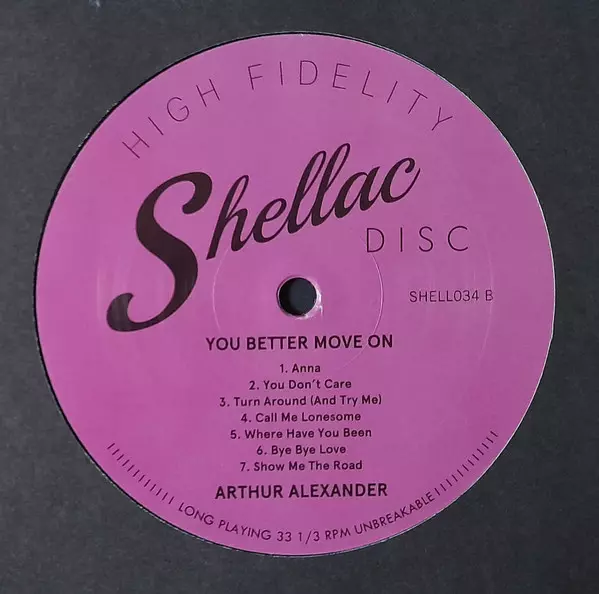 HIGH FIDELITY
Shellac
DISC
SHELL034 B
YOU BETTER MOVE ON
1. Anna
2. You Don't Care
3. Turn Around (And Try Me)
4. Call Me Lonesome
5. Where Have You Been
6. Bye Bye Love
7. Show Me The Road
ARTHUR ALEXANDER
LONG PLAYING 33 1/3 RPM UNBREAKABLE